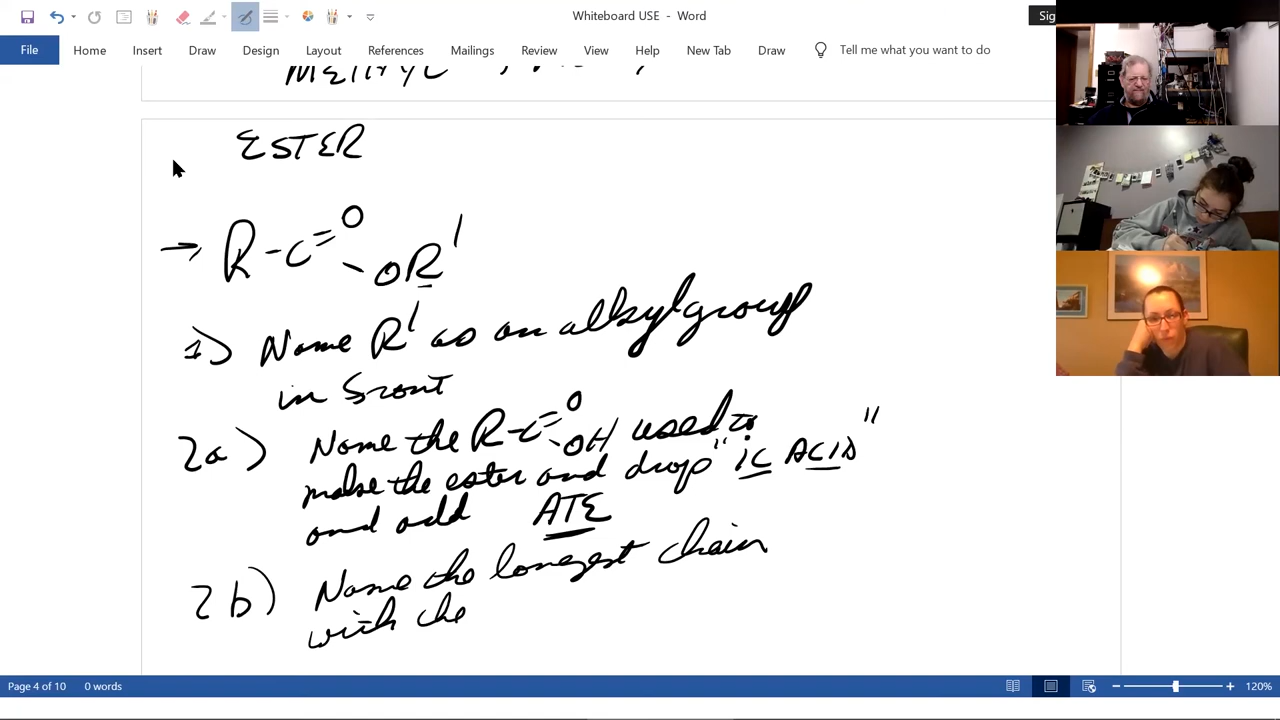 Whiteboard USE - Word
Sig
File Home Insert Draw Design Layout References Mailings Review View Help New Tab Draw Tell me what you want to do
ESTER
→ R-C=O
-OR'
1) Name R' as an alkyl group
in front
2a) Name the R-C=O
-OH used to
make the ester and drop "ic ACID"
and add ATE
2b) Name the longest chain
with the
Page 4 of 10 0 words 120%